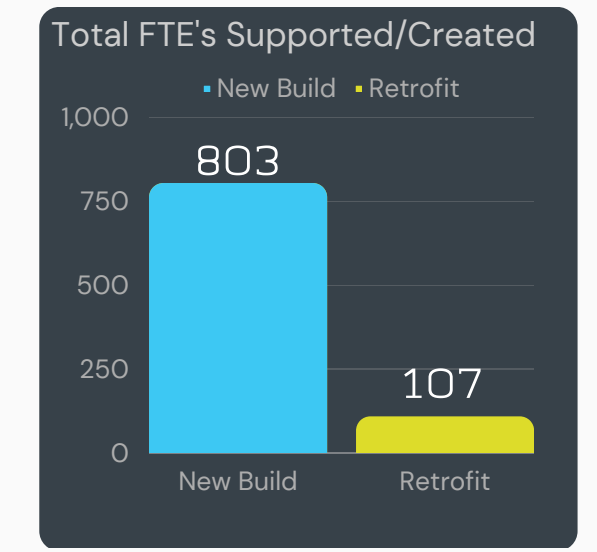 Total FTE's Supported/Created
New Build Retrofit
1,000
803
750
500
250
107
0
New Build Retrofit